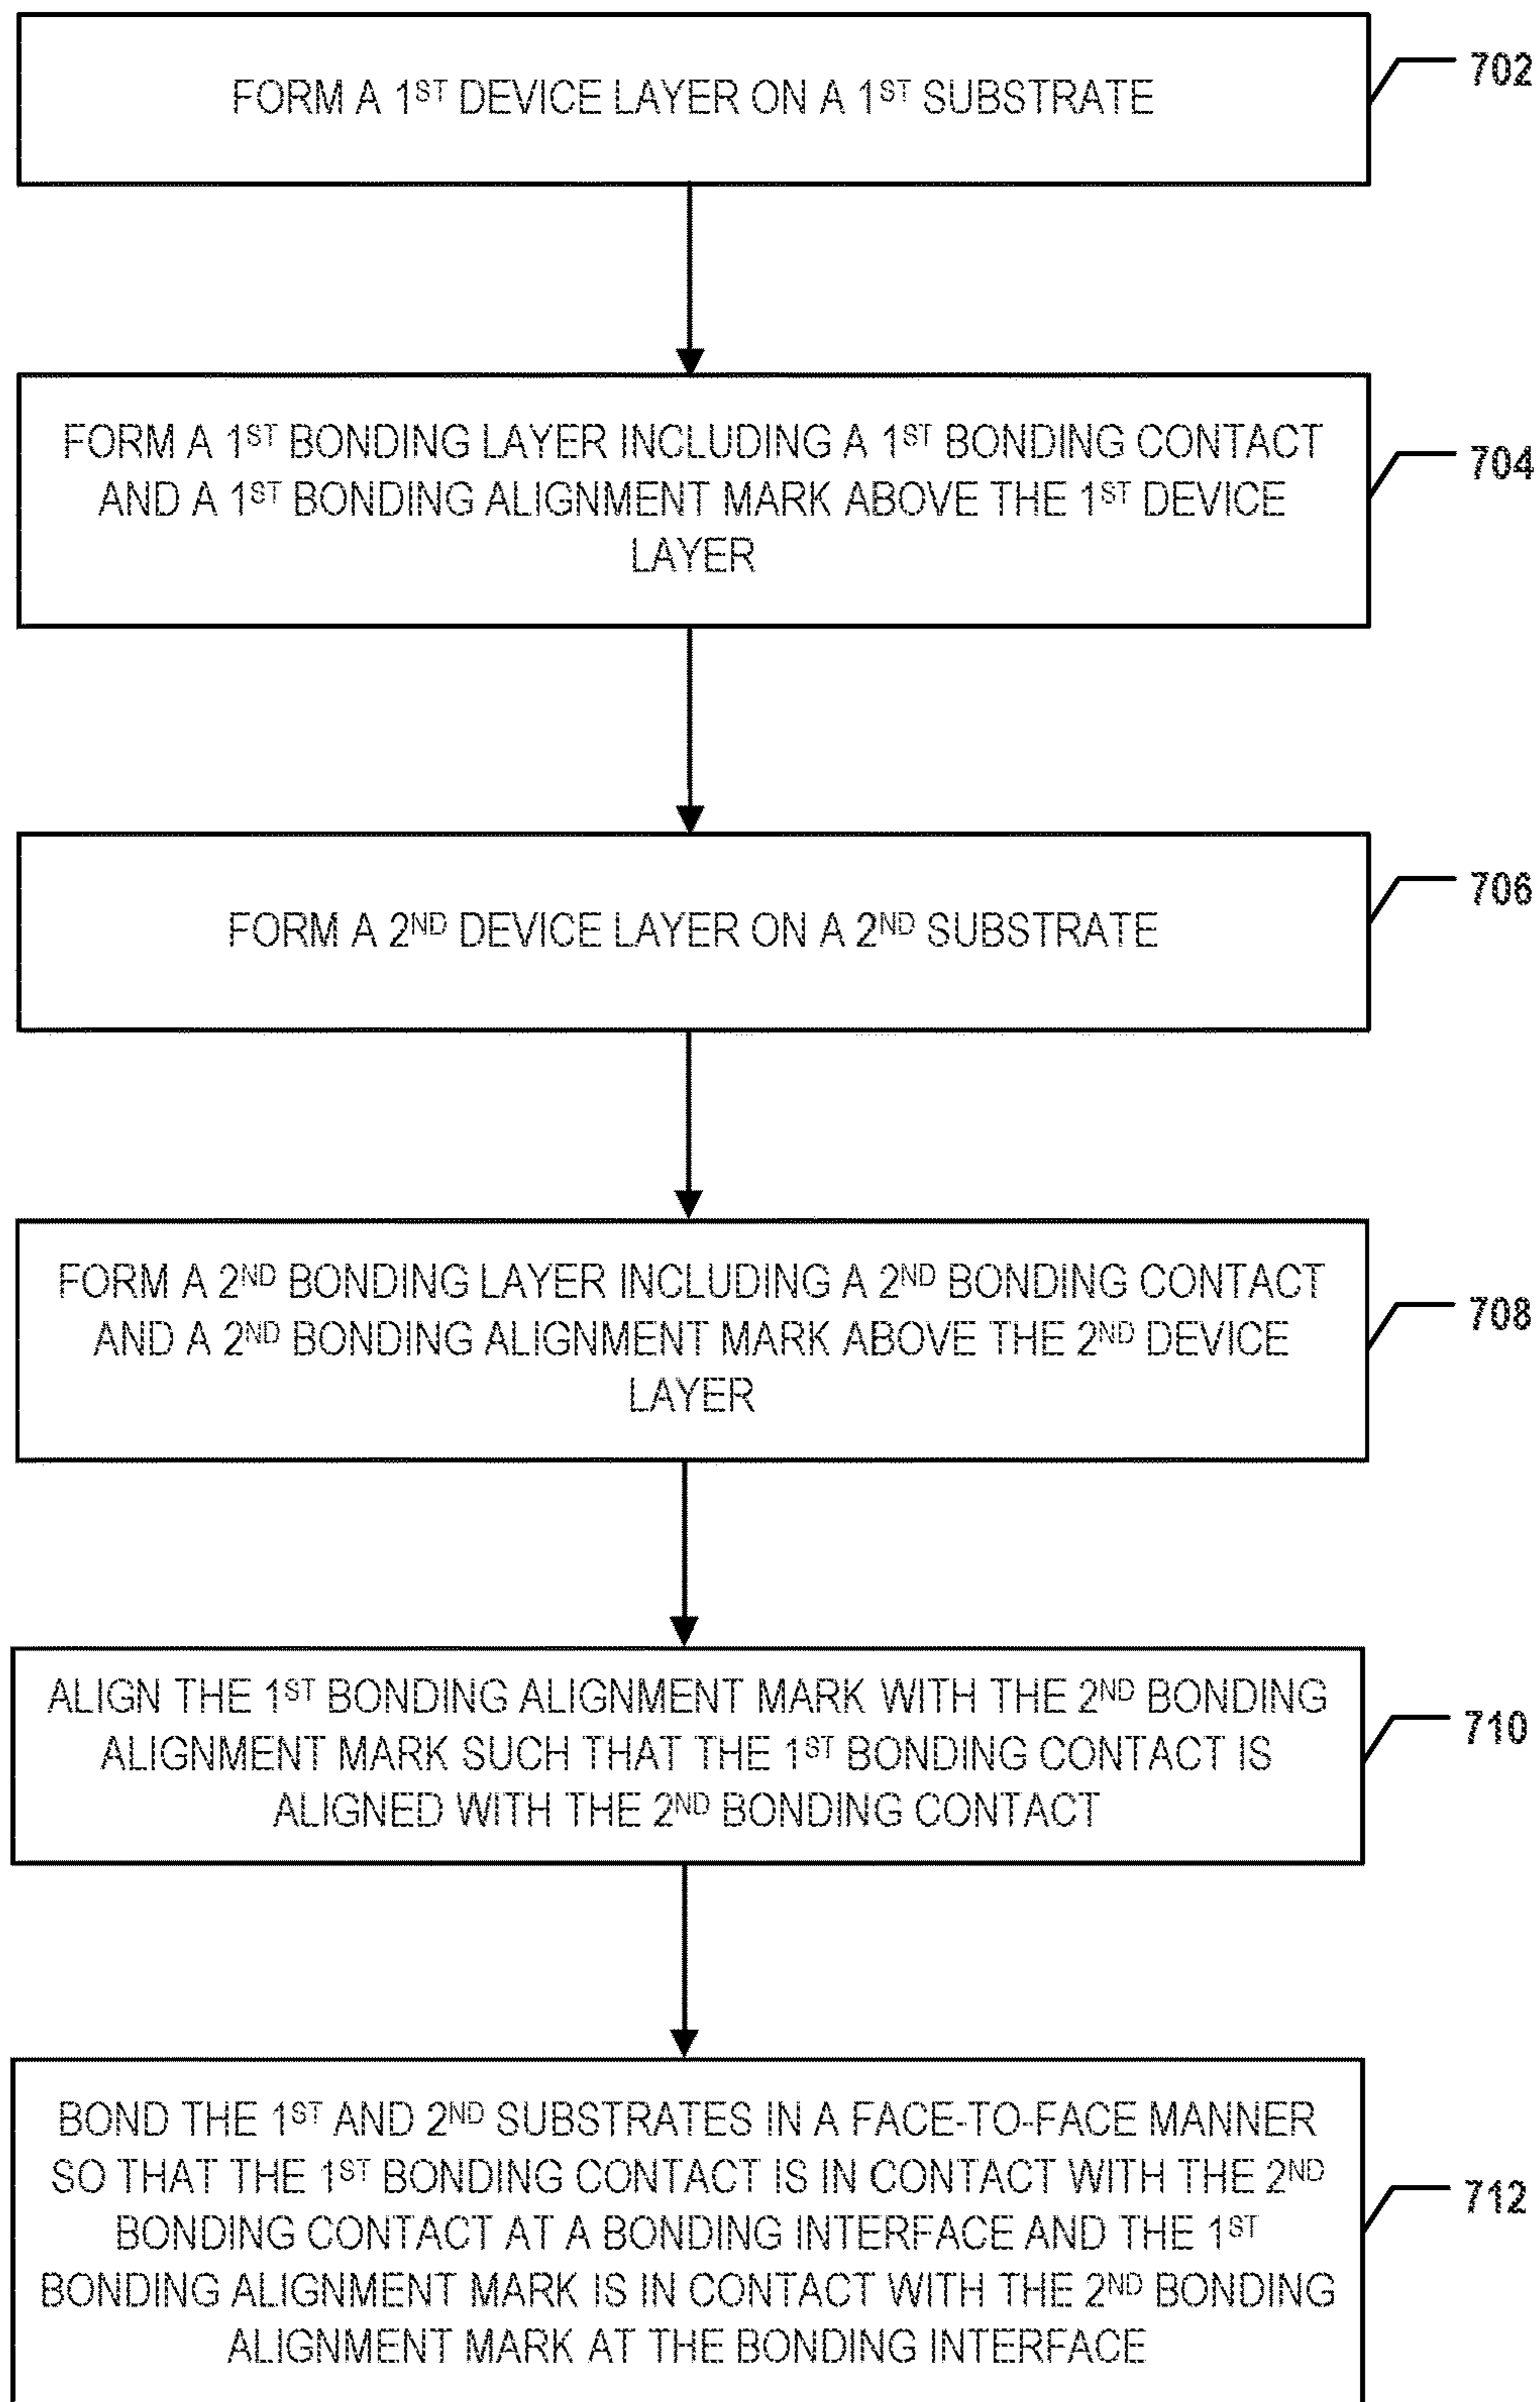 FORM A 1ST DEVICE LAYER ON A 1ST SUBSTRATE
702
FORM A 1ST BONDING LAYER INCLUDING A 1ST BONDING CONTACT
AND A 1ST BONDING ALIGNMENT MARK ABOVE THE 1ST DEVICE
LAYER
704
FORM A 2ND DEVICE LAYER ON A 2ND SUBSTRATE
706
FORM A 2ND BONDING LAYER INCLUDING A 2ND BONDING CONTACT
AND A 2ND BONDING ALIGNMENT MARK ABOVE THE 2ND DEVICE
LAYER
708
ALIGN THE 1ST BONDING ALIGNMENT MARK WITH THE 2ND BONDING
ALIGNMENT MARK SUCH THAT THE 1ST BONDING CONTACT IS
ALIGNED WITH THE 2ND BONDING CONTACT
710
BOND THE 1ST AND 2ND SUBSTRATES IN A FACE-TO-FACE MANNER
SO THAT THE 1ST BONDING CONTACT IS IN CONTACT WITH THE 2ND
BONDING CONTACT AT A BONDING INTERFACE AND THE 1ST
BONDING ALIGNMENT MARK IS IN CONTACT WITH THE 2ND BONDING
ALIGNMENT MARK AT THE BONDING INTERFACE
712